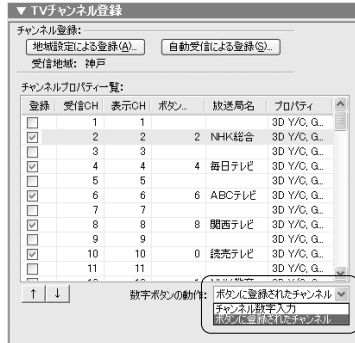 ▼ TVチャンネル登録
チャンネル登録:
地域設定による登録(A)... 自動受信による登録(S)...
受信地域: 神戸
チャンネルプロパティ一覧:
登録 受信CH 表示CH ボタン... 放送局名 プロパティ
1 1 3D Y/C, G...
2 2 2 NHK総合 3D Y/C, G...
3 3 3D Y/C, G...
4 4 4 毎日テレビ 3D Y/C, G...
5 5 3D Y/C, G...
6 6 6 ABCテレビ 3D Y/C, G...
7 7 3D Y/C, G...
8 8 8 関西テレビ 3D Y/C, G...
9 9 3D Y/C, G...
10 10 0 読売テレビ 3D Y/C, G...
11 11 3D Y/C, G...
↑ ↓ 数字ボタンの動作: ボタンに登録されたチャンネル
チャンネル数字入力
ボタンに登録されたチャンネル